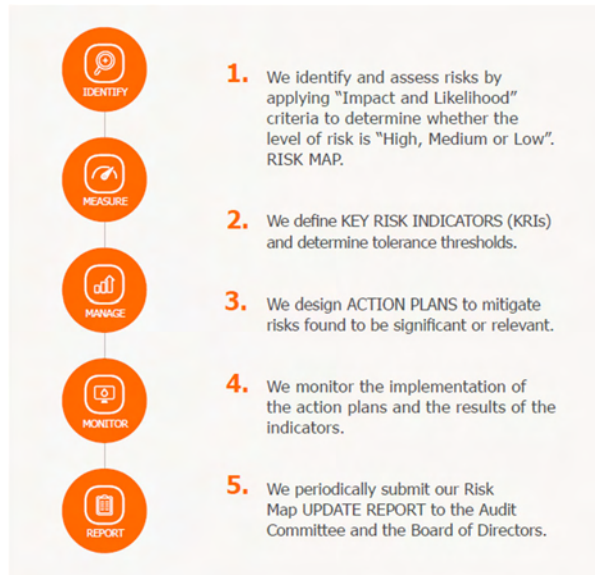 IDENTIFY
1. We identify and assess risks by
applying “Impact and Likelihood”
criteria to determine whether the
level of risk is “High, Medium or Low”.
RISK MAP.
MEASURE
2. We define KEY RISK INDICATORS (KRIs)
and determine tolerance thresholds.
MANAGE
3. We design ACTION PLANS to mitigate
risks found to be significant or relevant.
MONITOR
4. We monitor the implementation of
the action plans and the results of the
indicators.
REPORT
5. We periodically submit our Risk
Map UPDATE REPORT to the Audit
Committee and the Board of Directors.